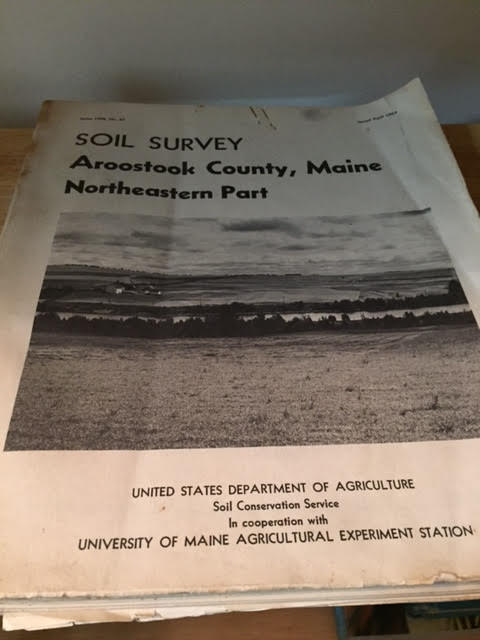 SOIL SURVEY
Aroostook County, Maine
Northeastern Part
UNITED STATES DEPARTMENT OF AGRICULTURE
Soil Conservation Service
In cooperation with
UNIVERSITY OF MAINE AGRICULTURAL EXPERIMENT STATION